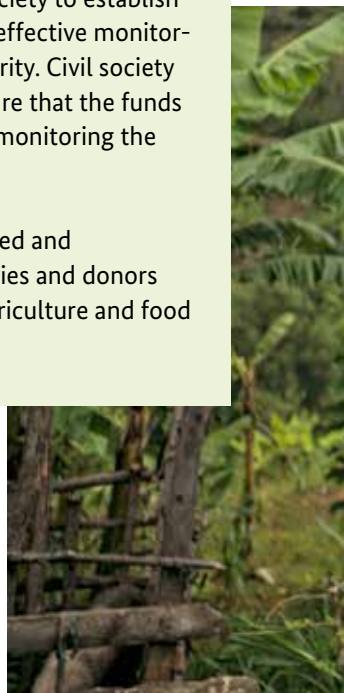 ciety to establish
effective monitor-
rity. Civil society
re that the funds
monitoring the
ed and
ies and donors
riculture and food